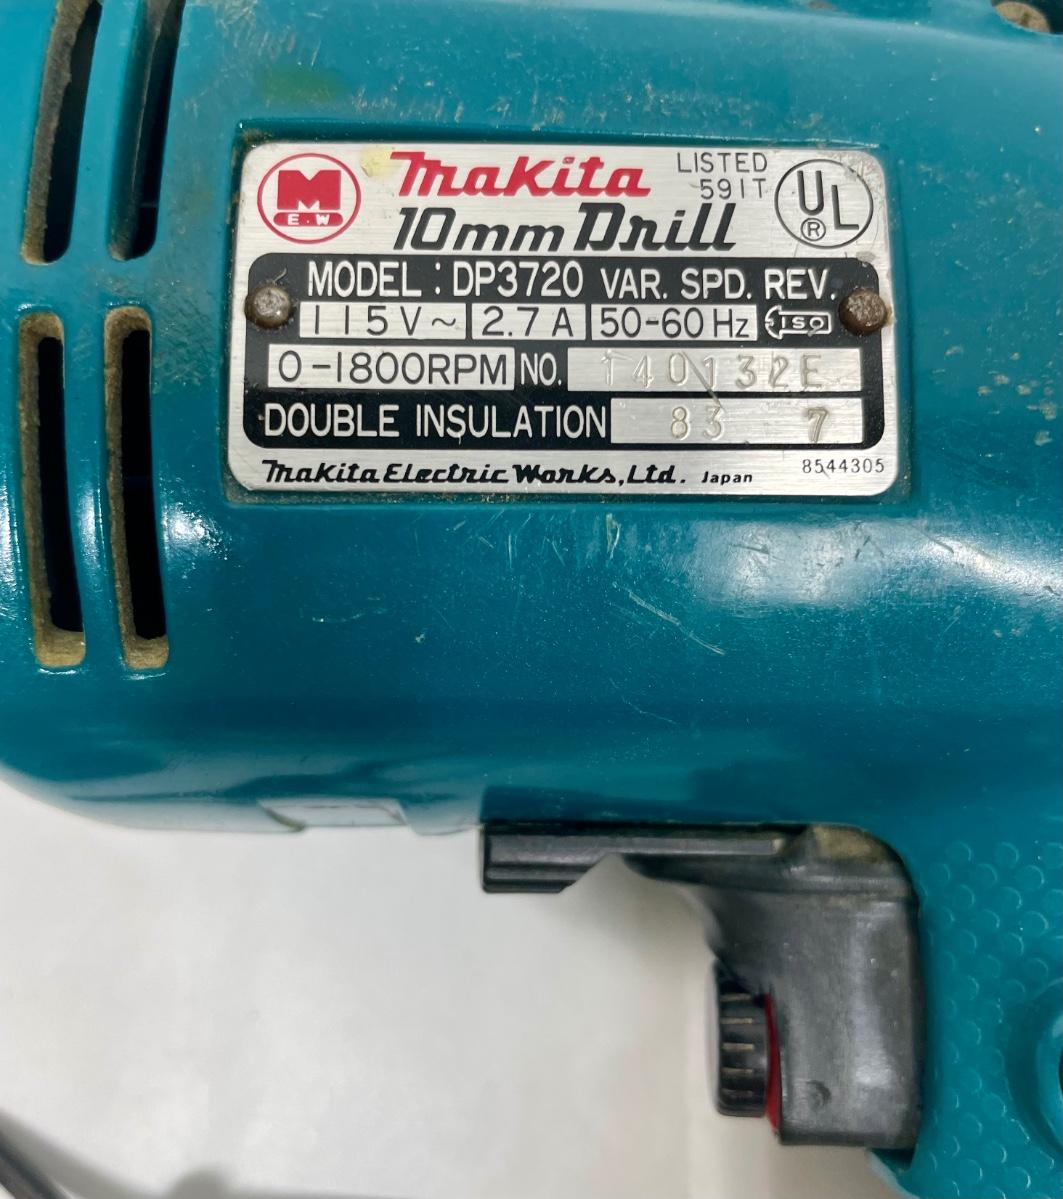 M
E.W
Makita
LISTED
591T
UL
®
10mm Drill
MODEL : DP3720 VAR. SPD. REV.
115V~ 2.7A 50-60Hz ISO
0-1800RPM NO. 140132E
DOUBLE INSULATION 83 7
Makita Electric Works, Ltd. Japan
8544305